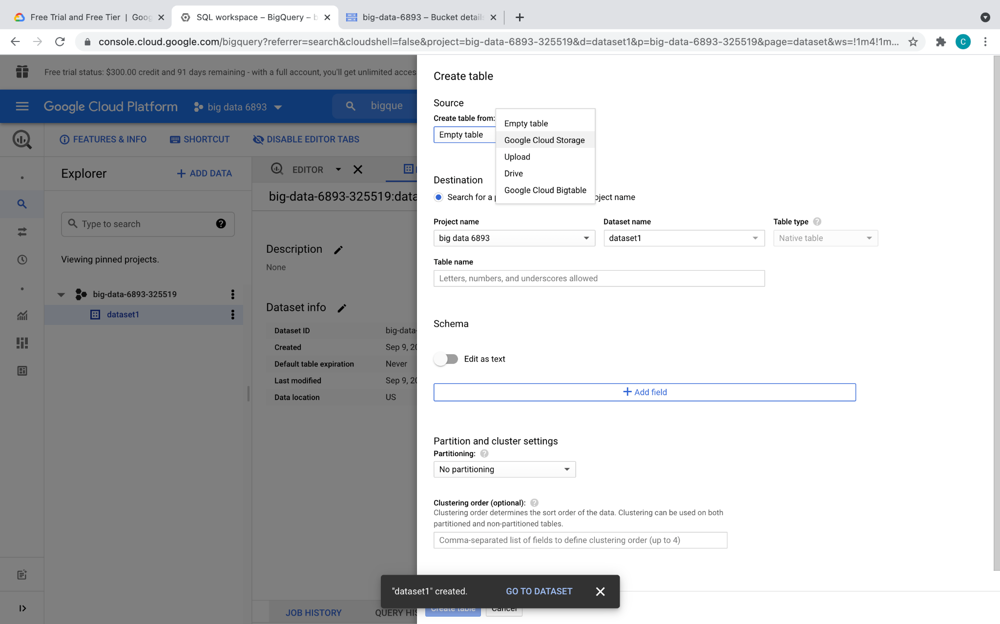 Free Trial and Free Tier | Goog
SQL workspace – BigQuery – b
big-data-6893 – Bucket details
console.cloud.google.com/bigquery?referrer=search&cloudshell=false&project=big-data-6893-325519&d=dataset1&p=big-data-6893-325519&page=dataset&ws=!1m4!1m...
C
Free trial status: $300.00 credit and 91 days remaining - with a full account, you'll get unlimited acces
Google Cloud Platform
big data 6893
bigque
FEATURES & INFO
SHORTCUT
DISABLE EDITOR TABS
Explorer
+ ADD DATA
Type to search
Viewing pinned projects.
big-data-6893-325519
dataset1
EDITOR
big-data-6893-325519:data
Description
None
Dataset info
Dataset ID big-data-
Created Sep 9, 20
Default table expiration Never
Last modified Sep 9, 20
Data location US
JOB HISTORY
QUERY HIS
Create table
Source
Create table from:
Empty table
Empty table
Google Cloud Storage
Upload
Drive
Google Cloud Bigtable
Destination
Search for a p
oject name
Project name
Dataset name
Table type
big data 6893
dataset1
Native table
Table name
Letters, numbers, and underscores allowed
Schema
Edit as text
+ Add field
Partition and cluster settings
Partitioning:
No partitioning
Clustering order (optional):
Clustering order determines the sort order of the data. Clustering can be used on both
partitioned and non-partitioned tables.
Comma-separated list of fields to define clustering order (up to 4)
"dataset1" created.
GO TO DATASET
Create table
Cancel